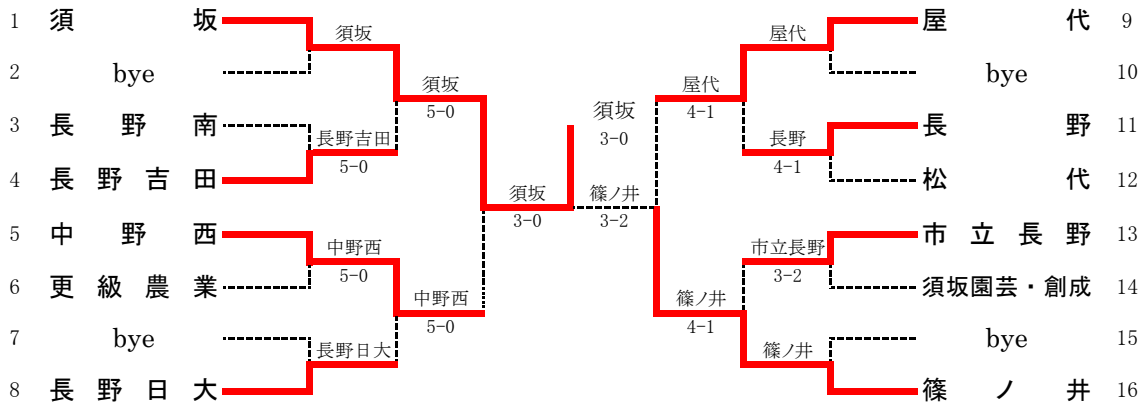 1 須坂
須坂
2 bye
須坂
5-0
3 長野南
長野吉田
5-0
4 長野吉田
須坂
3-0
5 中野西
中野西
5-0
6 更級農業
中野西
5-0
7 bye
長野日大
8 長野日大
須坂
3-0
屋代 9
屋代
bye 10
屋代
4-1
長野 11
長野
4-1
松代 12
篠ノ井
3-2
市立長野 13
市立長野
3-2
須坂園芸・創成 14
篠ノ井
4-1
bye 15
篠ノ井
篠ノ井 16